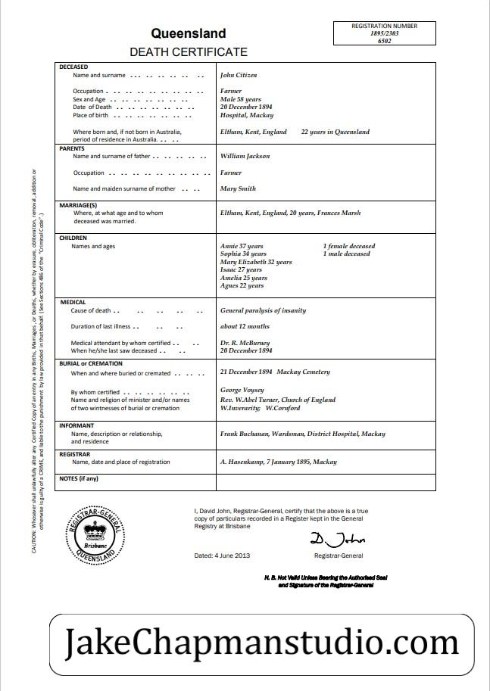 Queensland
DEATH CERTIFICATE
REGISTRATION NUMBER
1895/2303
6502
DECEASED
Name and surname . . . . . . . . . . John Citizen
Occupation . . . . . . . . . . . . Farmer
Sex and Age . . . . . . . . . . . Male 58 years
Date of Death . . . . . . . . . . 20 December 1894
Place of birth . . . . . . . . . . Hospital, Mackay
Where born and, if not born in Australia, Eltham, Kent, England 22 years in Queensland
period of residence in Australia. . . .
PARENTS
Name and surname of father . . . . . . William Jackson
Occupation . . . . . . . . . . . . Farmer
Name and maiden surname of mother . . . . Mary Smith
MARRIAGE(S)
Where, at what age and to whom Eltham, Kent, England, 20 years, Frances Marsh
deceased was married.
CHILDREN
Names and ages Annie 37 years 1 female deceased
Sophia 34 years 1 male deceased
Mary Elizabeth 32 years
Isaac 27 years
Amelia 25 years
Agnes 22 years
MEDICAL
Cause of death . . . . . . . . General paralysis of insanity
Duration of last illness . . . . . . about 12 months
Medical attendant by whom certified . . . . Dr. R. McBurney
When he/she last saw deceased . . . . 20 December 1894
BURIAL or CREMATION
When and where buried or cremated . . . . . 21 December 1894 Mackay Cemetery
By whom certified . . . . . . . . . . George Voysey
Name and religion of minister and/or names Rev. W.Abel Turner, Church of England
of two wintnesses of burial or cremation W.Inverarity; W.Corsford
INFORMANT
Name, description or relationship, Frank Buchanan, Wardsman, District Hospital, Mackay
and residence
REGISTRAR
Name, date and place of registration A. Hasenkamp, 7 January 1895, Mackay
NOTES (if any)
CAUTION: Whosoever shall unlawfully alter any Certified Copy of an entry in any Births, Marriages, or Deaths, whether by erasure, obliteration, removal, addition or
otherwise is guilty of a CRIME, and liable to the punishment by law provided in that behalf (See Sections 486 of the "Criminal Code".)
REGISTRAR-GENERAL
Brisbane
QUEENSLAND
I, David John, Registrar-General, certify that the above is a true
copy of particulars recorded in a Register kept in the General
Registry at Brisbane
D. John
Dated: 4 June 2013 Registrar-General
N. B. Not Valid Unless Bearing the Authorised Seal
and Signature of the Registrar-General
JakeChapmanstudio.com